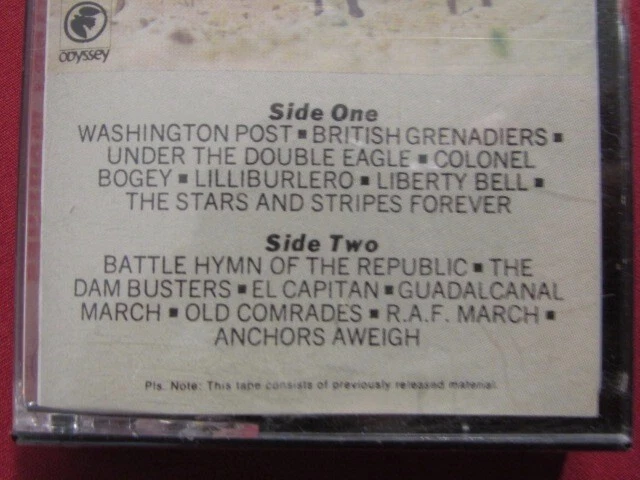 ODYSSEY
Side One
WASHINGTON POST ▪ BRITISH GRENADIERS ▪
UNDER THE DOUBLE EAGLE ▪ COLONEL
BOGEY ▪ LILLIBURLERO ▪ LIBERTY BELL ▪
THE STARS AND STRIPES FOREVER
Side Two
BATTLE HYMN OF THE REPUBLIC ▪ THE
DAM BUSTERS ▪ EL CAPITAN ▪ GUADALCANAL
MARCH ▪ OLD COMRADES ▪ R.A.F. MARCH ▪
ANCHORS AWEIGH
Pls. Note: This tape consists of previously released material.